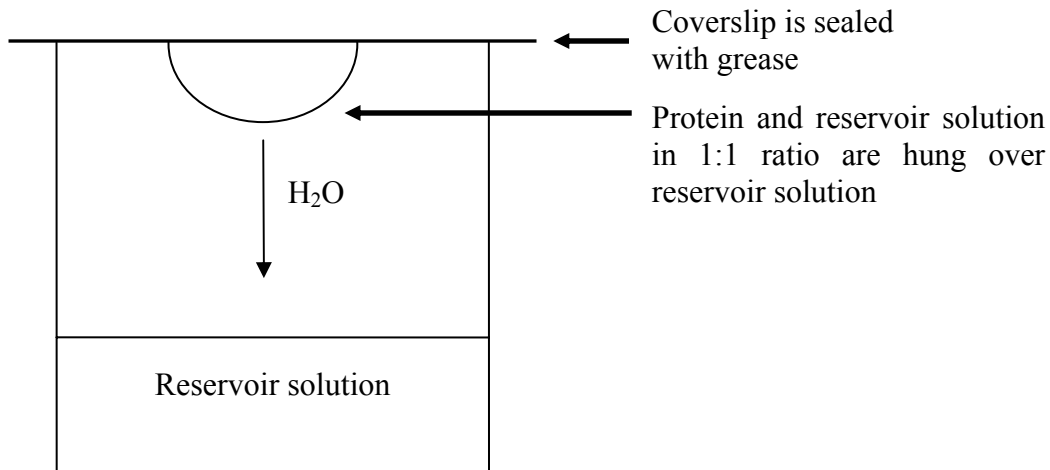 Coverslip is sealed
with grease
Protein and reservoir solution
in 1:1 ratio are hung over
reservoir solution
H₂O
Reservoir solution